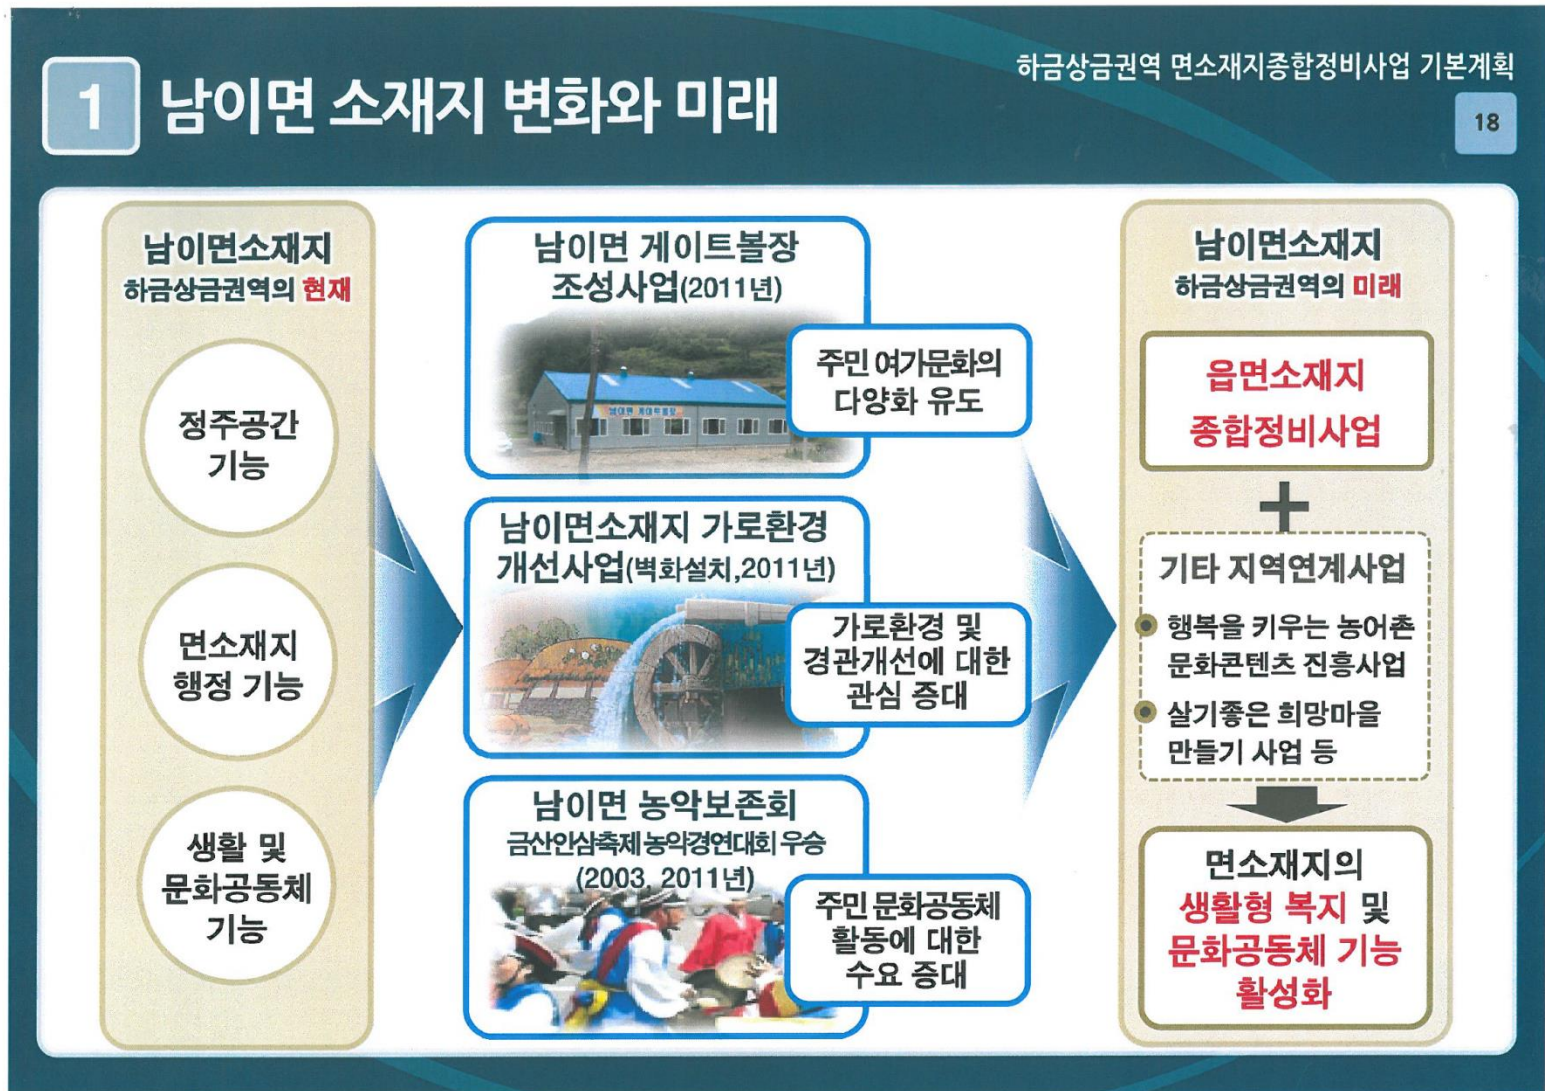 하금상금권역 면소재지종합정비사업 기본계획
18
1
남이면 소재지 변화와 미래
남이면소재지
하금상금권역의 현재
정주공간
기능
면소재지
행정 기능
생활 및
문화공동체
기능
남이면 게이트볼장
조성사업(2011년)
남이면 게이트볼장
주민 여가문화의
다양화 유도
남이면소재지 가로환경
개선사업(벽화설치,2011년)
가로환경 및
경관개선에 대한
관심 증대
남이면 농악보존회
금산인삼축제 농악경연대회 우승
(2003, 2011년)
주민 문화공동체
활동에 대한
수요 증대
남이면소재지
하금상금권역의 미래
읍면소재지
종합정비사업
+
기타 지역연계사업
행복을 키우는 농어촌
문화콘텐츠 진흥사업
살기좋은 희망마을
만들기 사업 등
면소재지의
생활형 복지 및
문화공동체 기능
활성화